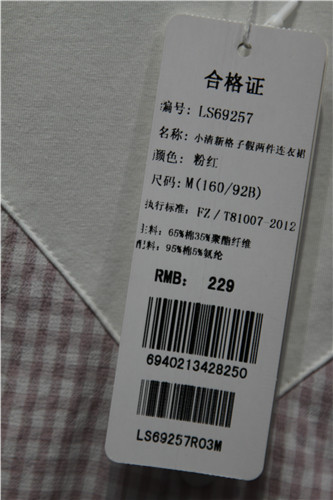 合格证
编号: LS69257
名称: 小清新格子假两件连衣裙
颜色: 粉红
尺码: M(160/92B)
执行标准: FZ/T81007-2012
主料: 65%棉35%聚酯纤维
配料: 95%棉5%氨纶
RMB: 229
6940213428250
LS69257R03M